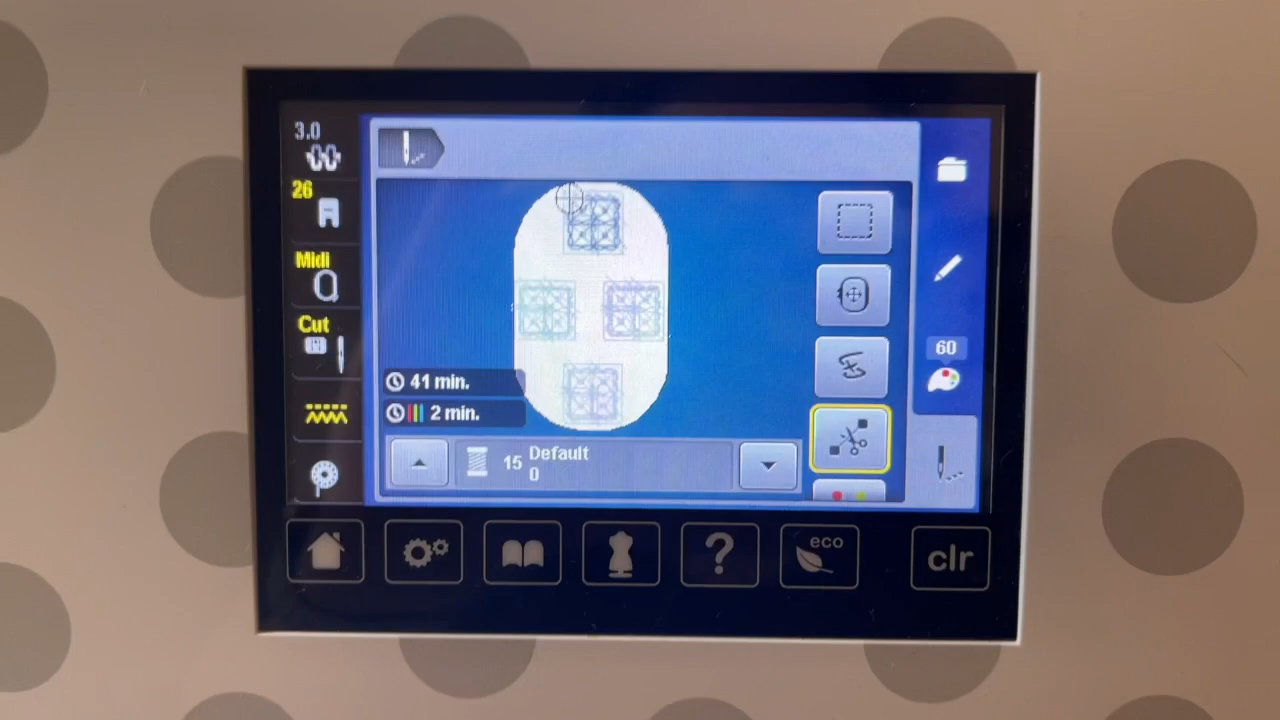 3.0
26
Midi
Cut
41 min.
2 min.
15 Default
0
60
?
eco
clr